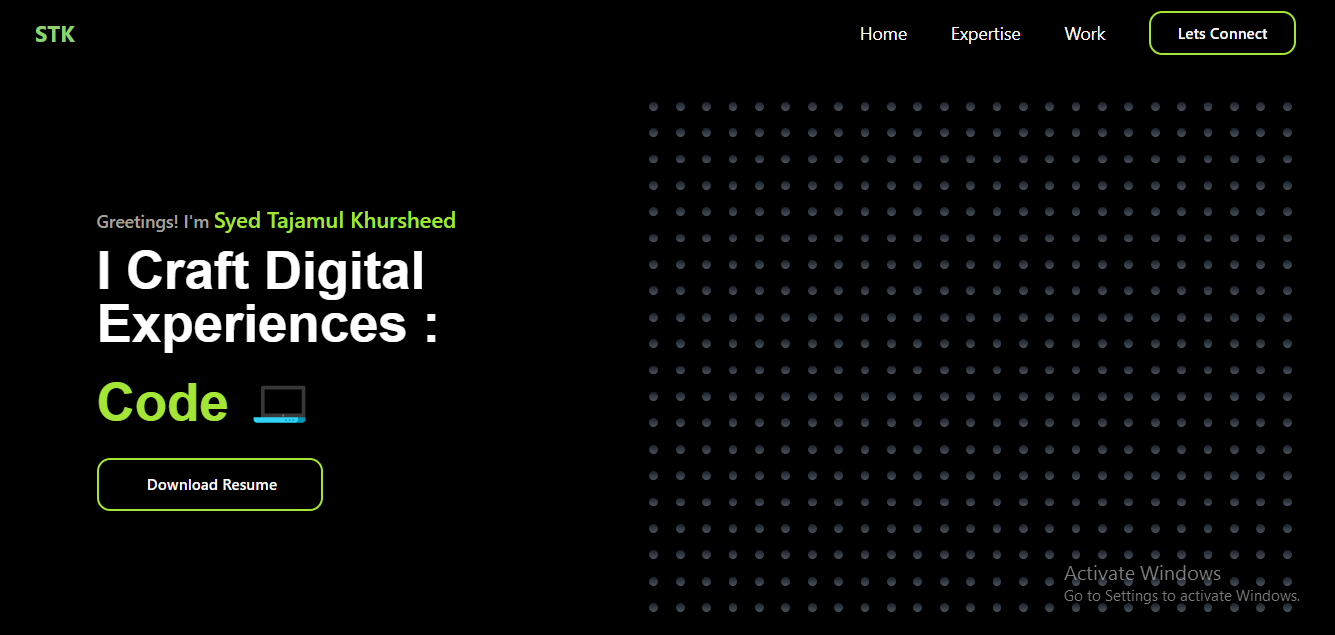 STK
Home
Expertise
Work
Lets Connect
Greetings! I'm Syed Tajamul Khursheed
I Craft Digital
Experiences :
Code
Download Resume
Activate Windows
Go to Settings to activate Windows.